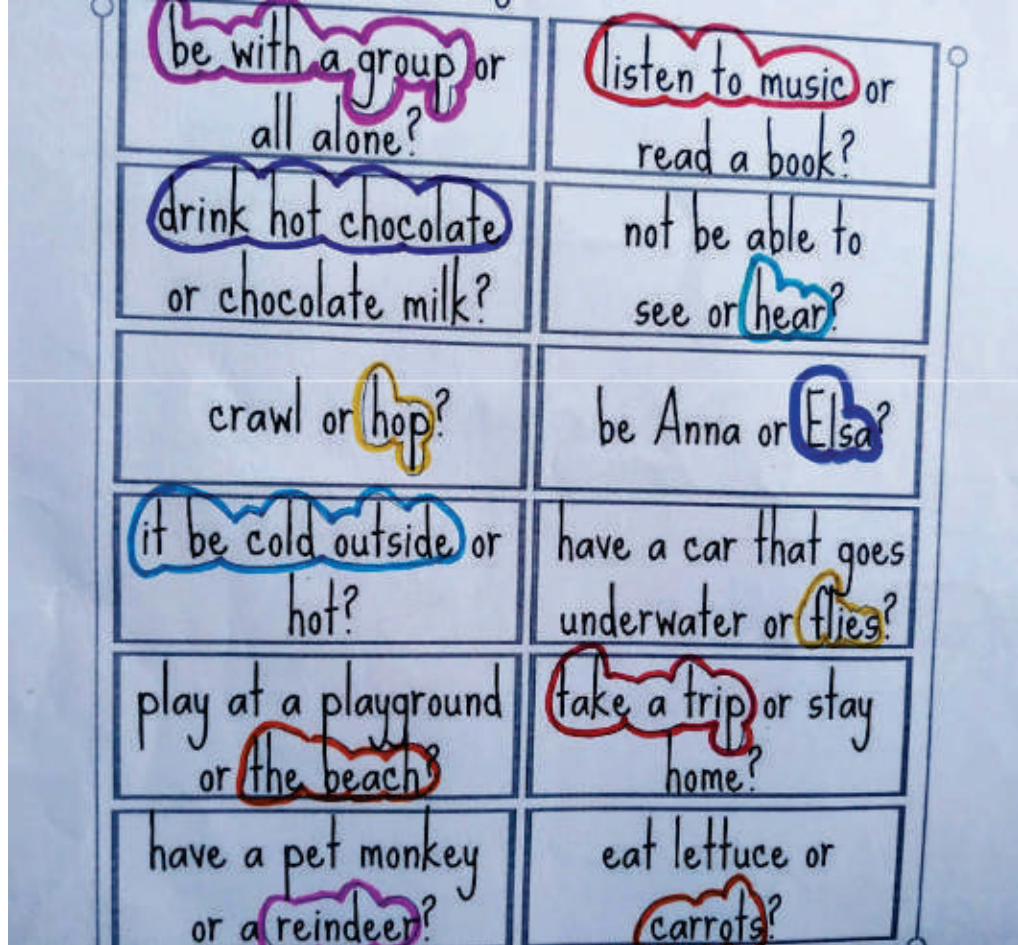 be with a group or
all alone?
listen to music or
read a book?
drink hot chocolate
or chocolate milk?
not be able to
see or hear?
crawl or hop?
be Anna or Elsa?
it be cold outside or
hot?
have a car that goes
underwater or flies?
play at a playground
or the beach?
take a trip or stay
home?
have a pet monkey
or a reindeer?
eat lettuce or
carrots?